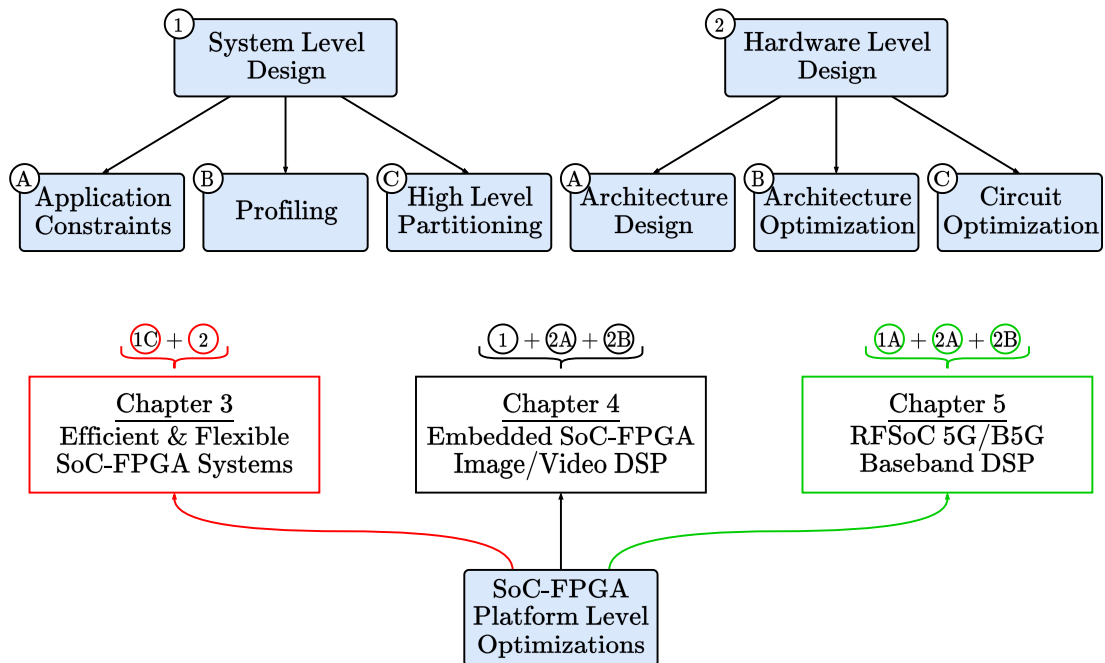 1
System Level
Design
2
Hardware Level
Design
A
Application
Constraints
B
Profiling
C
High Level
Partitioning
A
Architecture
Design
B
Architecture
Optimization
C
Circuit
Optimization
1C + 2
1 + 2A + 2B
1A + 2A + 2B
Chapter 3
Efficient & Flexible
SoC-FPGA Systems
Chapter 4
Embedded SoC-FPGA
Image/Video DSP
Chapter 5
RFSoC 5G/B5G
Baseband DSP
SoC-FPGA
Platform Level
Optimizations